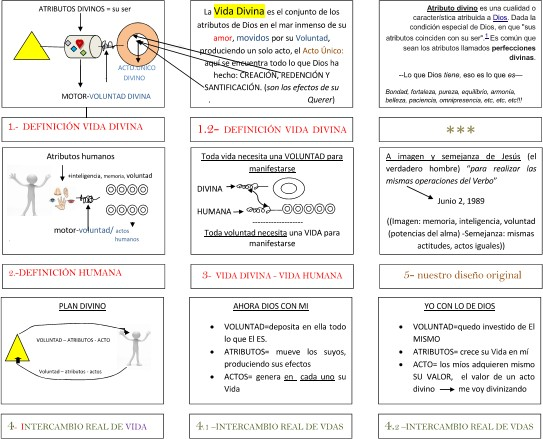 ATRIBUTOS DIVINOS = su ser
ACTO ÚNICO
DIVINO
MOTOR-VOLUNTAD DIVINA
1.- DEFINICIÓN VIDA DIVINA
La Vida Divina es el conjunto de los
atributos de Dios en el mar inmenso de su
amor, movidos por su Voluntad,
produciendo un solo acto, el Acto Único:
aquí se encuentra todo lo que Dios ha
hecho: CREACIÓN, REDENCIÓN Y
SANTIFICACIÓN. (son los efectos de su
. Querer)
1.2- DEFINICIÓN VIDA DIVINA
Atributo divino es una cualidad o
característica atribuida a Dios. Dada la
condición especial de Dios, en que "sus
atributos coinciden con su ser".1 Es común que
sean los atributos llamados perfecciones
divinas.
--Lo que Dios tiene, eso es lo que es—
Bondad, fortaleza, pureza, equilibrio, armonía,
belleza, paciencia, omnipresencia, etc, etc, etc!!!
***
Atributos humanos
+inteligencia, memoria, voluntad
motor-voluntad/ actos
humanos
2.-DEFINICIÓN HUMANA
Toda vida necesita una VOLUNTAD para
manifestarse
DIVINA
HUMANA
--------------------
Toda voluntad necesita una VIDA para
manifestarse
3- VIDA DIVINA - VIDA HUMANA
A imagen y semejanza de Jesús (el
verdadero hombre) "para realizar las
mismas operaciones del Verbo"
Junio 2, 1989
((Imagen: memoria, inteligencia, voluntad
(potencias del alma) -Semejanza: mismas
actitudes, actos iguales))
5- nuestro diseño original
PLAN DIVINO
VOLUNTAD – ATRIBUTOS - ACTO
Voluntad – atributos - actos
4- INTERCAMBIO REAL DE VIDA
AHORA DIOS CON MI
• VOLUNTAD=deposita en ella todo
lo que El ES.
• ATRIBUTOS= mueve los suyos,
produciendo sus efectos
• ACTOS= genera en cada uno su
Vida
4.1 –INTERCAMBIO REAL DE VDAS
YO CON LO DE DIOS
• VOLUNTAD=quedo investido de El
MISMO
• ATRIBUTOS= crece su Vida en mí
• ACTO= los míos adquieren mismo
SU VALOR, el valor de un acto
divino me voy divinizando
4.2 –INTERCAMBIO REAL DE VDAS